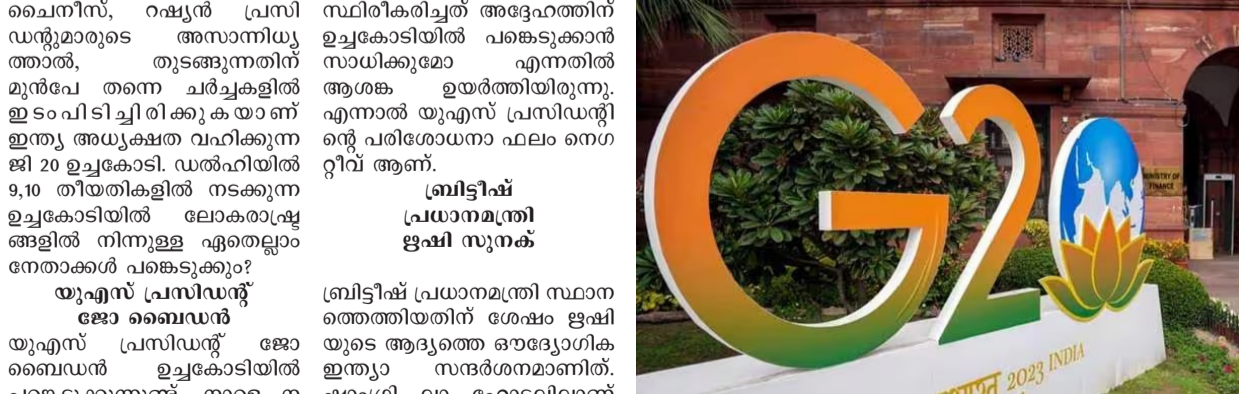 ചൈനീസ്, റഷ്യൻ പ്രസി
ഡന്റുമാരുടെ അസാന്നിധ്യ
ത്താൽ, തുടങ്ങുന്നതിന്
മുൻപേ തന്നെ ചർച്ചകളിൽ
ഇടംപിടിച്ചിരിക്കുകയാണ്
ഇന്ത്യ അധ്യക്ഷത വഹിക്കുന്ന
ജി 20 ഉച്ചകോടി. ഡൽഹിയിൽ
9,10 തീയതികളിൽ നടക്കുന്ന
ഉച്ചകോടിയിൽ ലോകരാഷ്ട്ര
ങ്ങളിൽ നിന്നുള്ള ഏതെല്ലാം
നേതാക്കൾ പങ്കെടുക്കും?
യുഎസ് പ്രസിഡന്റ്
ജോ ബൈഡൻ
യുഎസ് പ്രസിഡന്റ് ജോ
ബൈഡൻ ഉച്ചകോടിയിൽ
സ്ഥിരീകരിച്ചത് അദ്ദേഹത്തിന്
ഉച്ചകോടിയിൽ പങ്കെടുക്കാൻ
സാധിക്കുമോ എന്നതിൽ
ആശങ്ക ഉയർത്തിയിരുന്നു.
എന്നാൽ യുഎസ് പ്രസിഡന്റി
ന്റെ പരിശോധനാ ഫലം നെഗ
റ്റീവ് ആണ്.
ബ്രിട്ടീഷ്
പ്രധാനമന്ത്രി
ഋഷി സുനക്
ബ്രിട്ടീഷ് പ്രധാനമന്ത്രി സ്ഥാന
ത്തെത്തിയതിന് ശേഷം ഋഷി
യുടെ ആദ്യത്തെ ഔദ്യോഗിക
ഇന്ത്യാ സന്ദർശനമാണിത്.
G20
MINISTRY OF
FINANCE
2023 INDIA